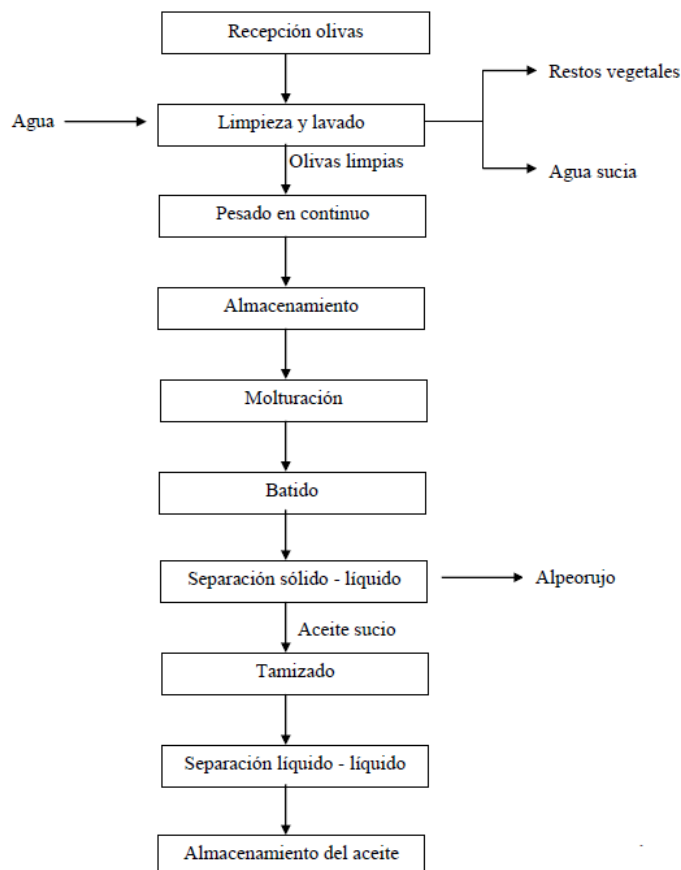 Recepción olivas
Restos vegetales
Agua
Limpieza y lavado
Olivas limpias
Agua sucia
Pesado en continuo
Almacenamiento
Molturación
Batido
Separación sólido - líquido
Alpeorujo
Aceite sucio
Tamizado
Separación líquido - líquido
Almacenamiento del aceite